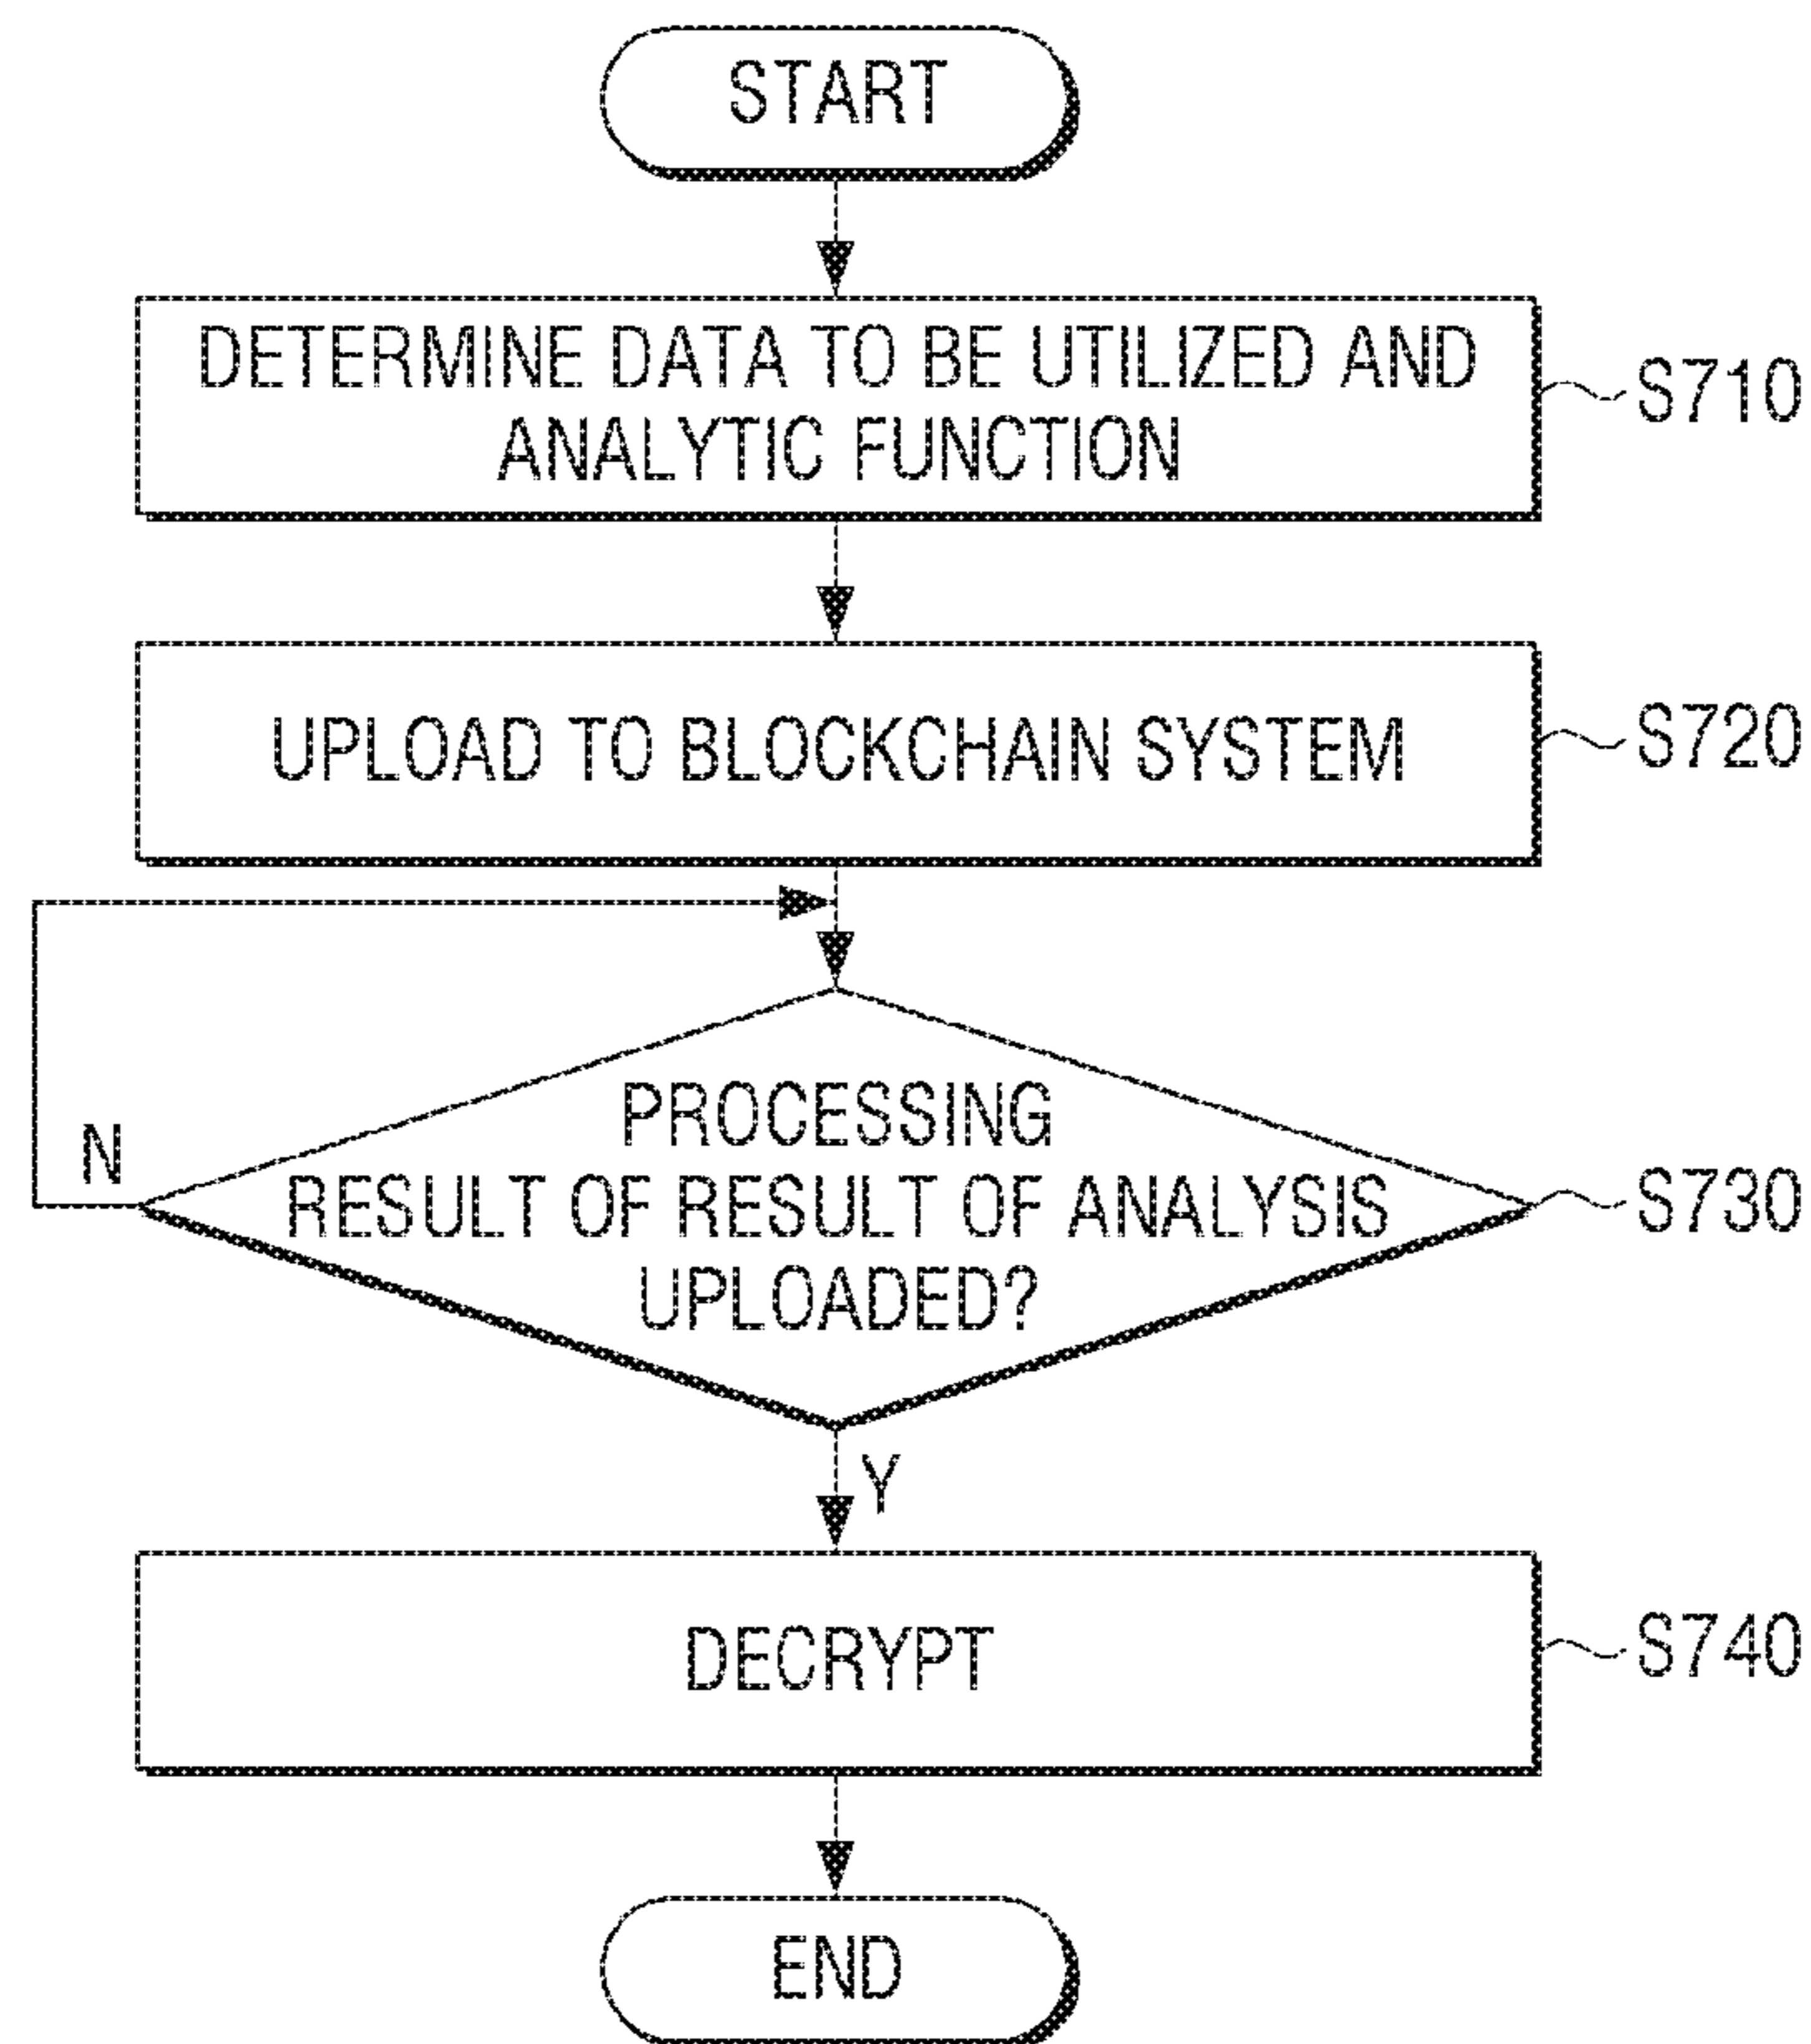 START
DETERMINE DATA TO BE UTILIZED AND
ANALYTIC FUNCTION
S710
UPLOAD TO BLOCKCHAIN SYSTEM
S720
PROCESSING
RESULT OF RESULT OF ANALYSIS
UPLOADED?
N
S730
Y
DECRYPT
S740
END